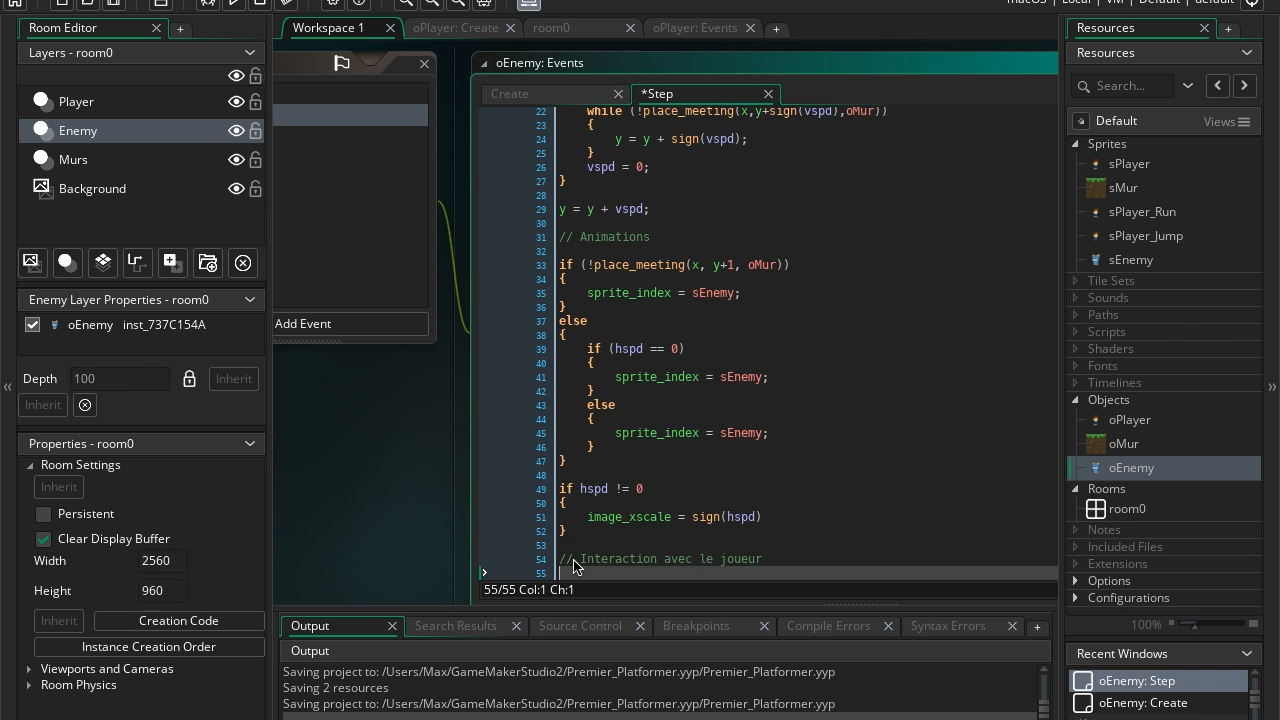 macOS | Local | VM | Default | default
Room Editor
Workspace 1
oPlayer: Create
room0
oPlayer: Events
Resources
Layers - room0
Player
Enemy
Murs
Background
Enemy Layer Properties - room0
oEnemy inst_737C154A
Depth 100 Inherit
Inherit
Properties - room0
Room Settings
Inherit
Persistent
Clear Display Buffer
Width 2560
Height 960
Inherit Creation Code
Instance Creation Order
Viewports and Cameras
Room Physics
Add Event
oEnemy: Events
Create *Step
22 while (!place_meeting(x,y+sign(vspd),oMur))
23 {
24 y = y + sign(vspd);
25 }
26 vspd = 0;
27 }
28
29 y = y + vspd;
30
31 // Animations
32
33 if (!place_meeting(x, y+1, oMur))
34 {
35 sprite_index = sEnemy;
36 }
37 else
38 {
39 if (hspd == 0)
40 {
41 sprite_index = sEnemy;
42 }
43 else
44 {
45 sprite_index = sEnemy;
46 }
47 }
48
49 if hspd != 0
50 {
51 image_xscale = sign(hspd)
52 }
53
54 // Interaction avec le joueur
55
55/55 Col:1 Ch:1
Output Search Results Source Control Breakpoints Compile Errors Syntax Errors
Output
Saving project to: /Users/Max/GameMakerStudio2/Premier_Platformer.yyp/Premier_Platformer.yyp
Saving 2 resources
Saving project to: /Users/Max/GameMakerStudio2/Premier_Platformer.yyp/Premier_Platformer.yyp
Resources
Search...
Default Views
Sprites
sPlayer
sMur
sPlayer_Run
sPlayer_Jump
sEnemy
Tile Sets
Sounds
Paths
Scripts
Shaders
Fonts
Timelines
Objects
oPlayer
oMur
oEnemy
Rooms
room0
Notes
Included Files
Extensions
Options
Configurations
100%
Recent Windows
oEnemy: Step
oEnemy: Create